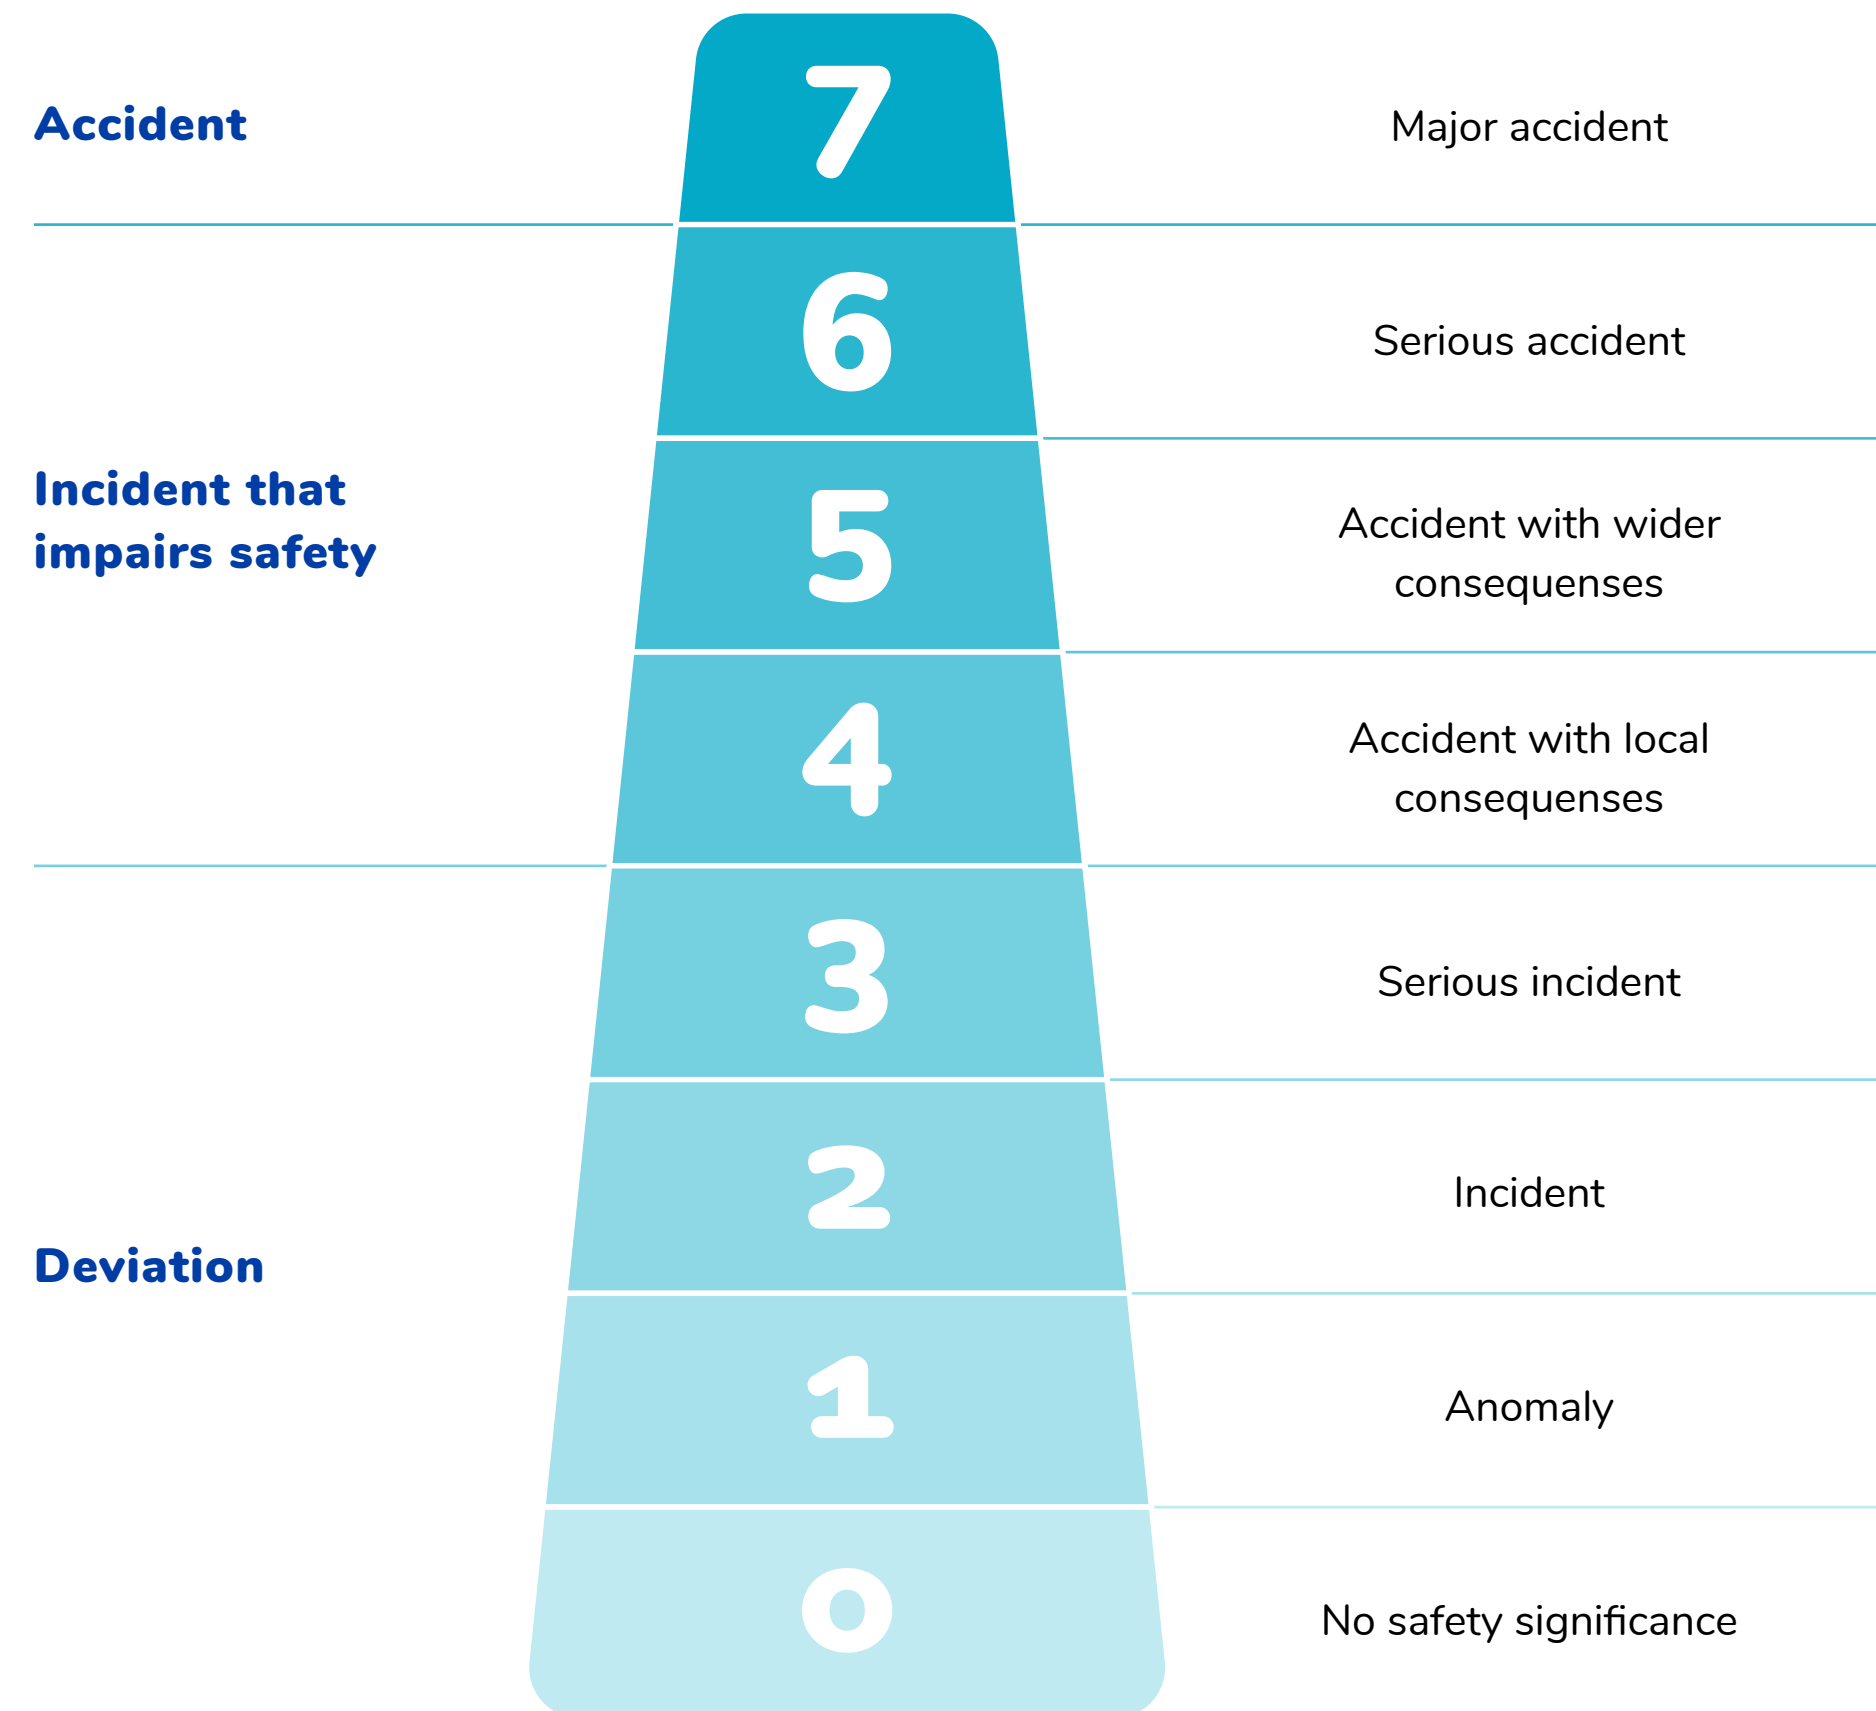 Accident
7
Major accident
6
Serious accident
Incident that
impairs safety
5
Accident with wider
consequenses
4
Accident with local
consequenses
3
Serious incident
2
Incident
Deviation
1
Anomaly
0
No safety significance